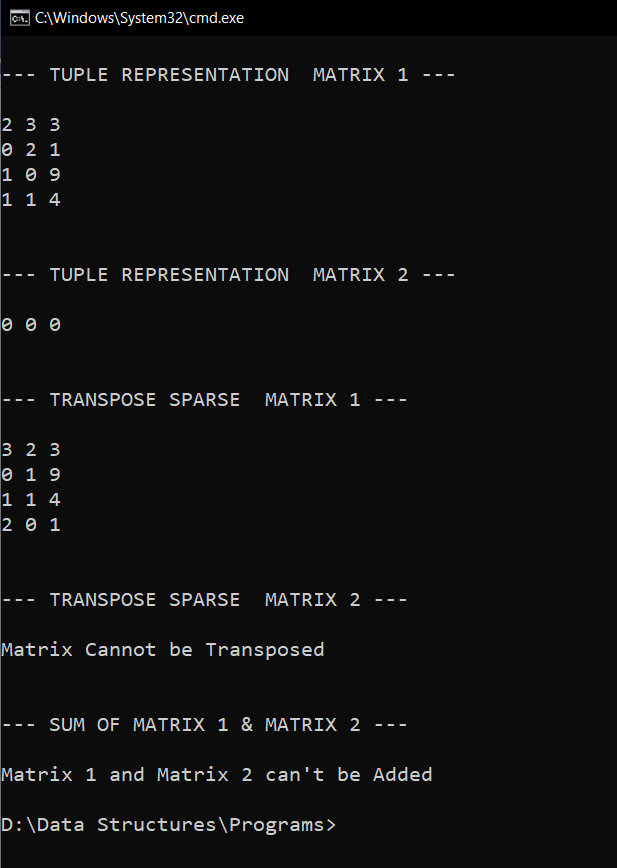 C:\Windows\System32\cmd.exe
--- TUPLE REPRESENTATION  MATRIX 1 ---
2 3 3
0 2 1
1 0 9
1 1 4
--- TUPLE REPRESENTATION  MATRIX 2 ---
0 0 0
--- TRANSPOSE SPARSE  MATRIX 1 ---
3 2 3
0 1 9
1 1 4
2 0 1
--- TRANSPOSE SPARSE  MATRIX 2 ---
Matrix Cannot be Transposed
--- SUM OF MATRIX 1 & MATRIX 2 ---
Matrix 1 and Matrix 2 can't be Added
D:\Data Structures\Programs>